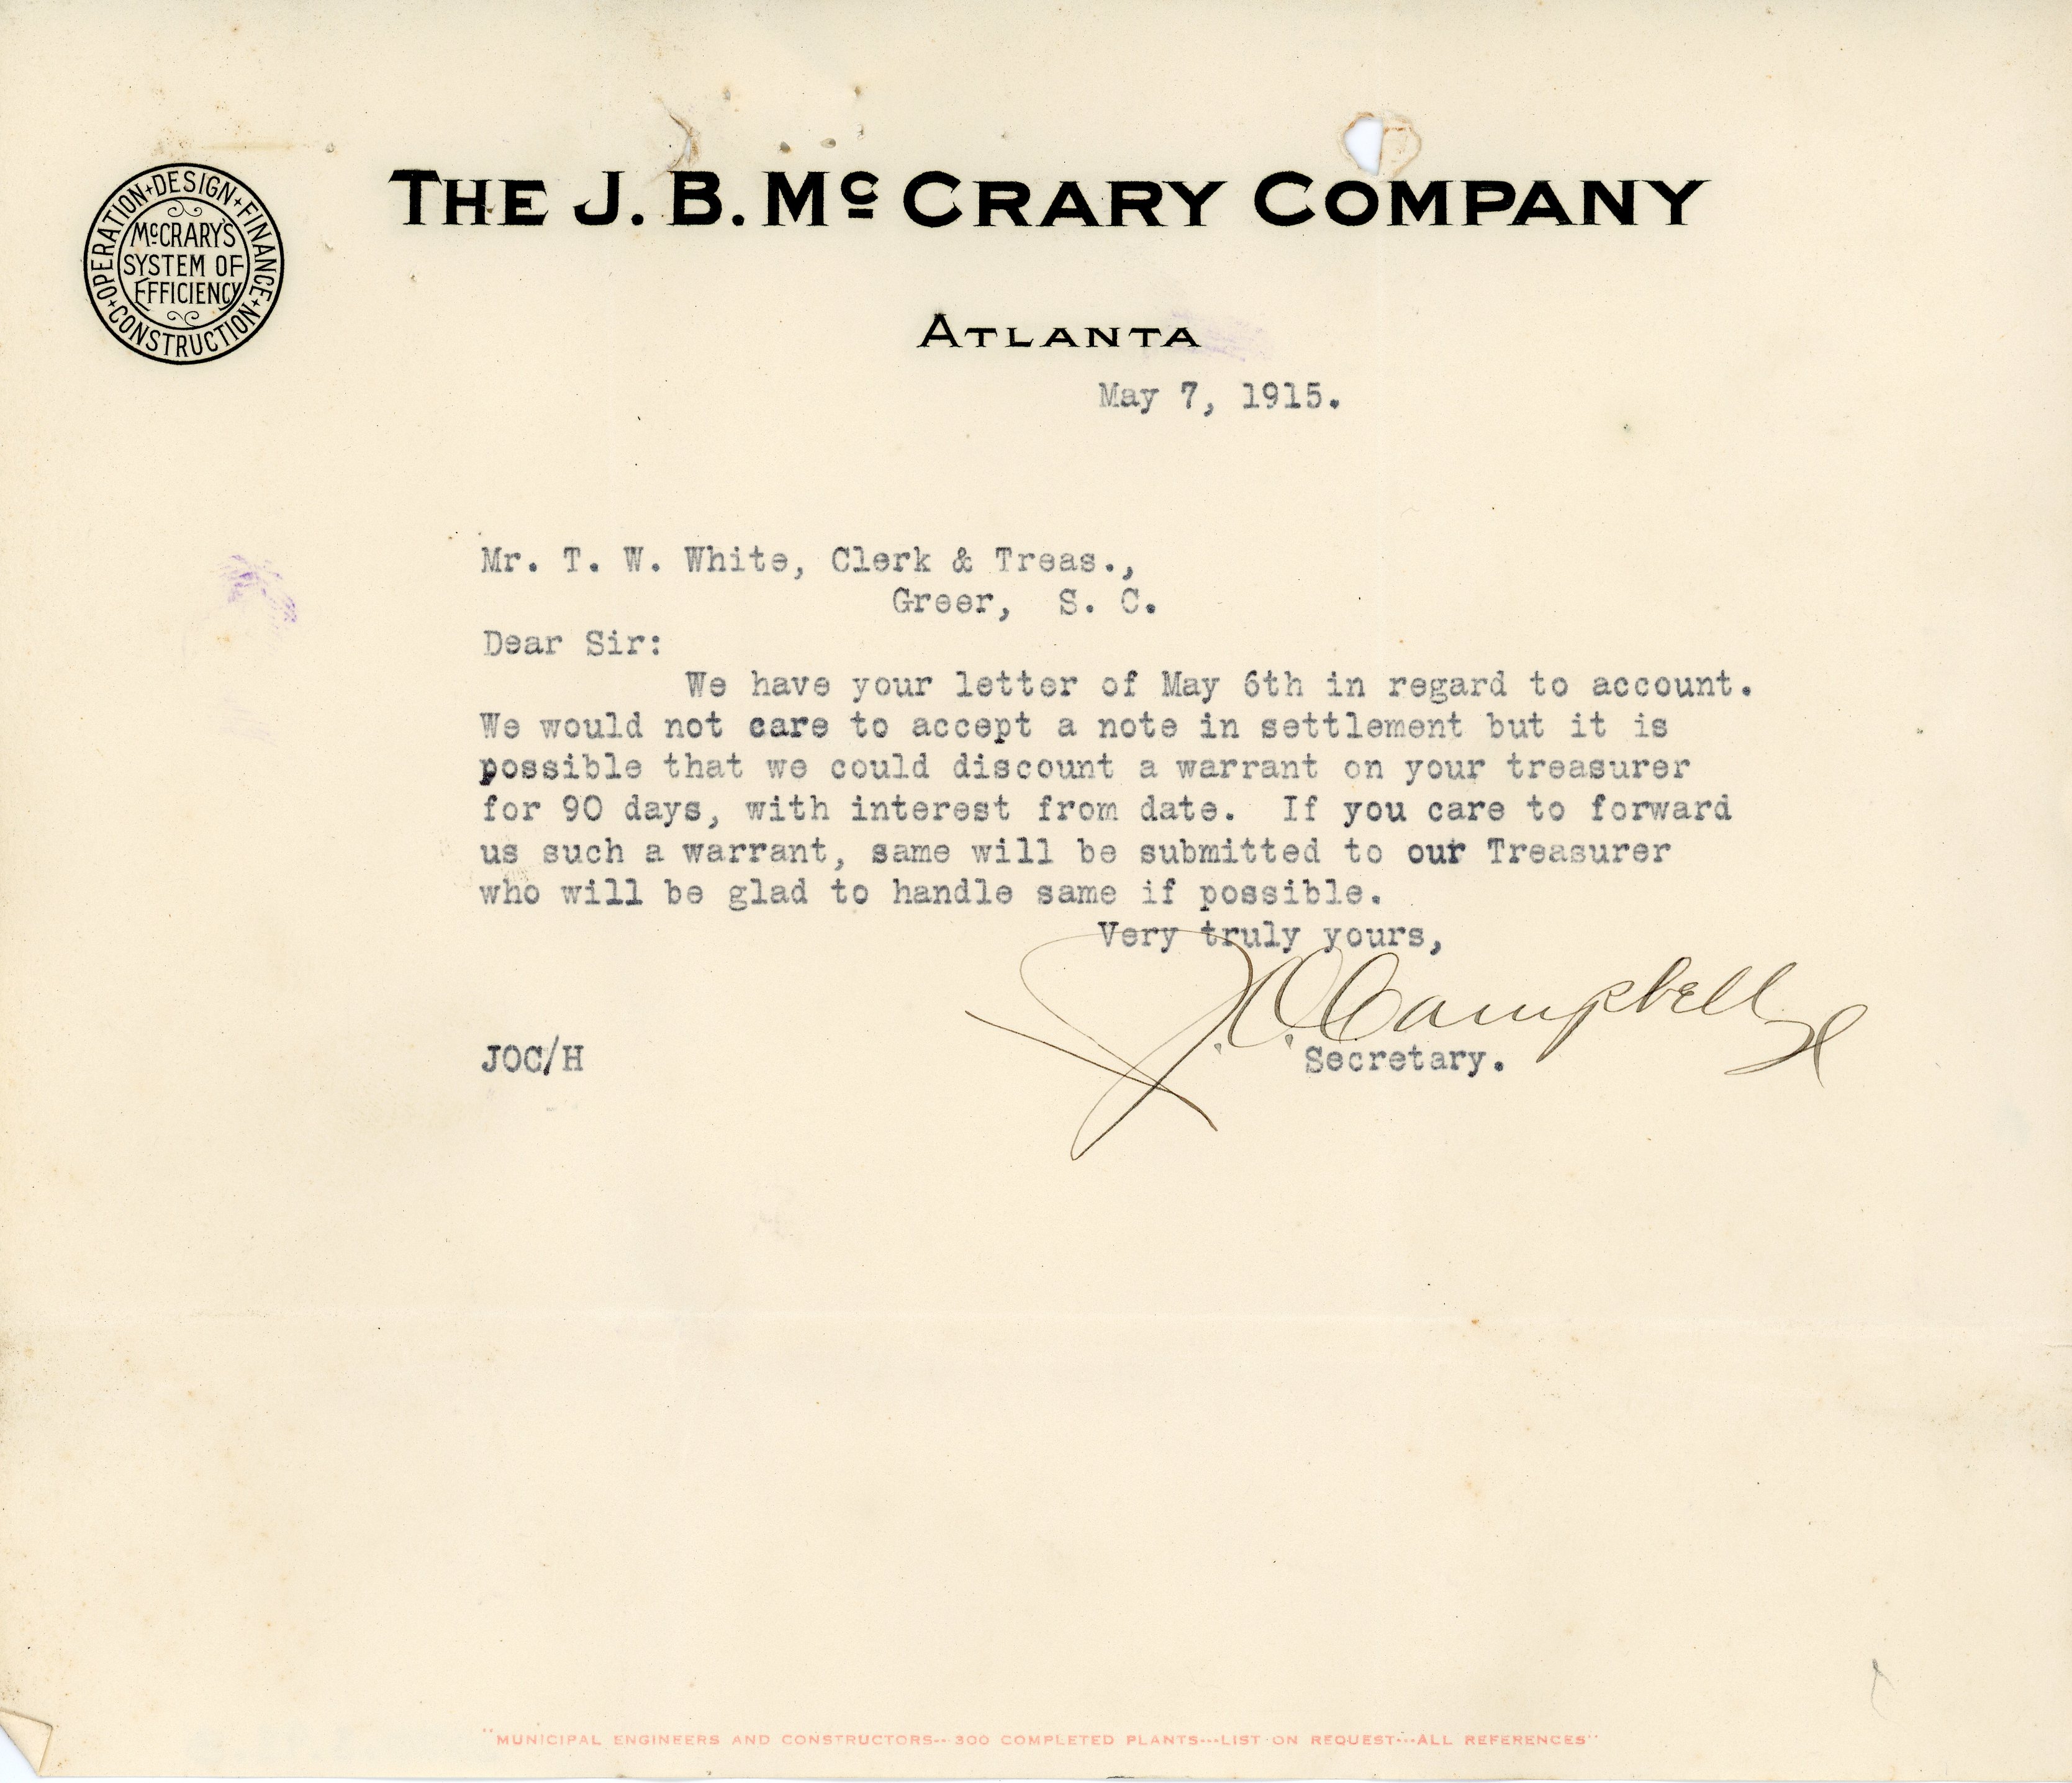 OPERATION+DESIGN+FINANCE+CONSTRUCTION+
McCRARY'S
SYSTEM OF
EFFICIENCY
THE J. B. McCRARY COMPANY
ATLANTA
May 7, 1915.
Mr. T. W. White, Clerk & Treas.,
Greer, S. C.
Dear Sir:
We have your letter of May 6th in regard to account.
We would not care to accept a note in settlement but it is
possible that we could discount a warrant on your treasurer
for 90 days, with interest from date. If you care to forward
us such a warrant, same will be submitted to our Treasurer
who will be glad to handle same if possible.
Very truly yours,
J. O. Campbell
JOC/H Secretary.
"MUNICIPAL ENGINEERS AND CONSTRUCTORS--300 COMPLETED PLANTS---LIST ON REQUEST---ALL REFERENCES"